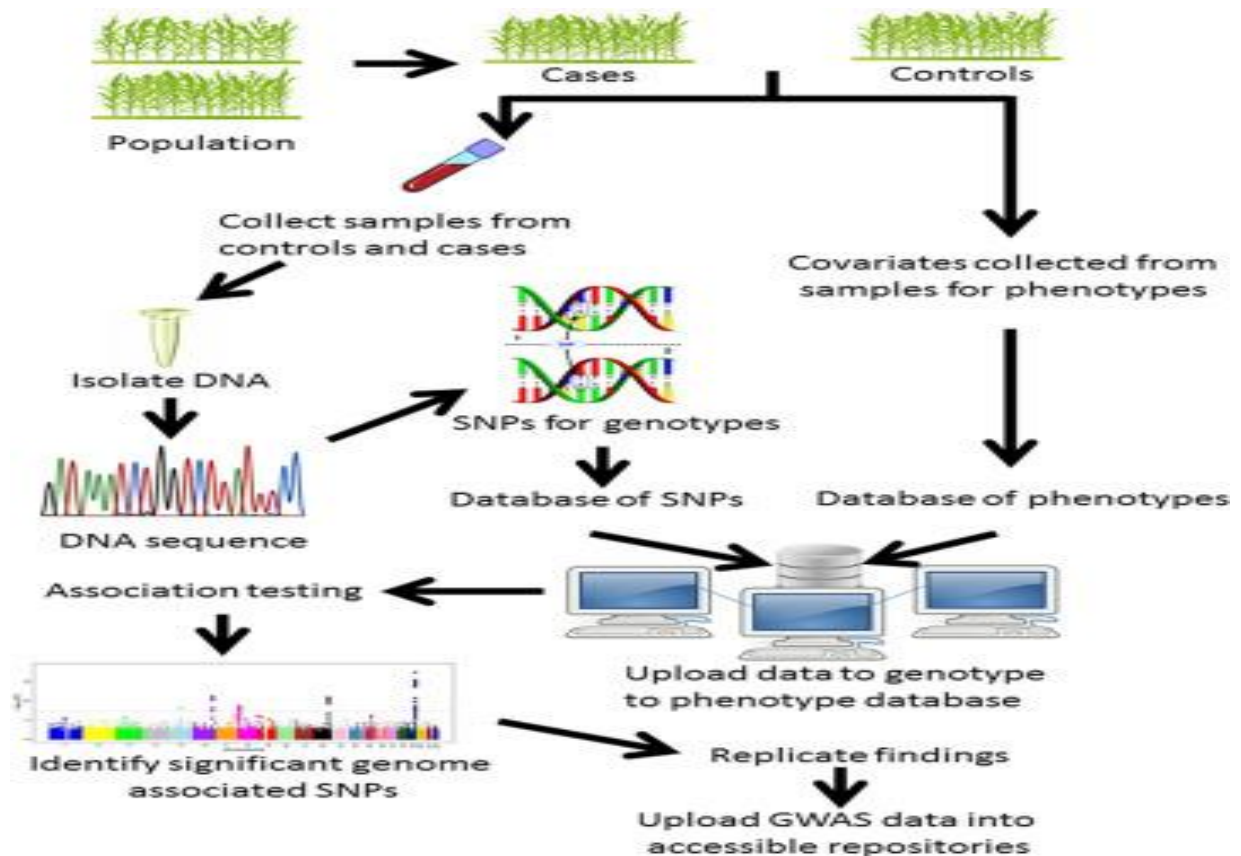 Population
Cases
Controls
Collect samples from
controls and cases
Covariates collected from
samples for phenotypes
Isolate DNA
SNPs for genotypes
DNA sequence
Database of SNPs
Database of phenotypes
Association testing
Upload data to genotype
to phenotype database
Identify significant genome
associated SNPs
Replicate findings
Upload GWAS data into
accessible repositories